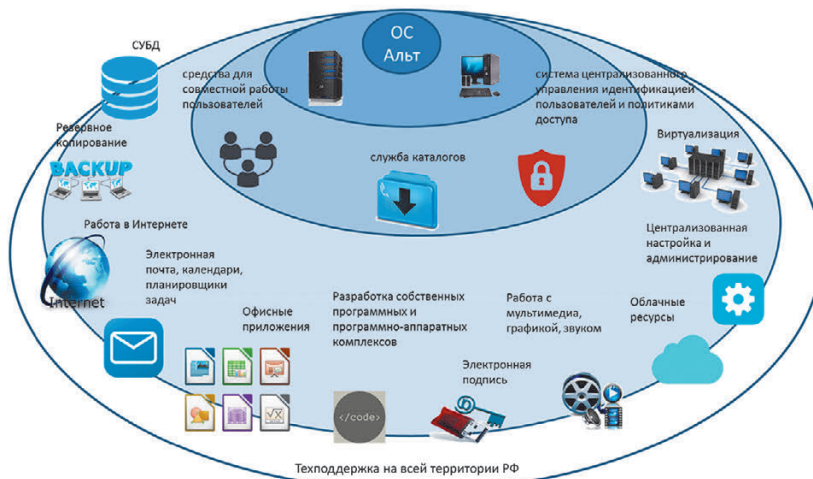 ОС
Альт
СУБД
средства для
совместной работы
пользователей
система централизованного
управления идентификацией
пользователей и политиками
доступа
Резервное
копирование
BACKUP
служба каталогов
Виртуализация
Работа в Интернете
Internet
Электронная
почта, календари,
планировщики
задач
Централизованная
настройка и
администрирование
Офисные
приложения
Разработка собственных
программных и
программно-аппаратных
комплексов
</code>
Работа с
мультимедиа,
графикой, звуком
Облачные
ресурсы
Электронная
подпись
Техподдержка на всей территории РФ